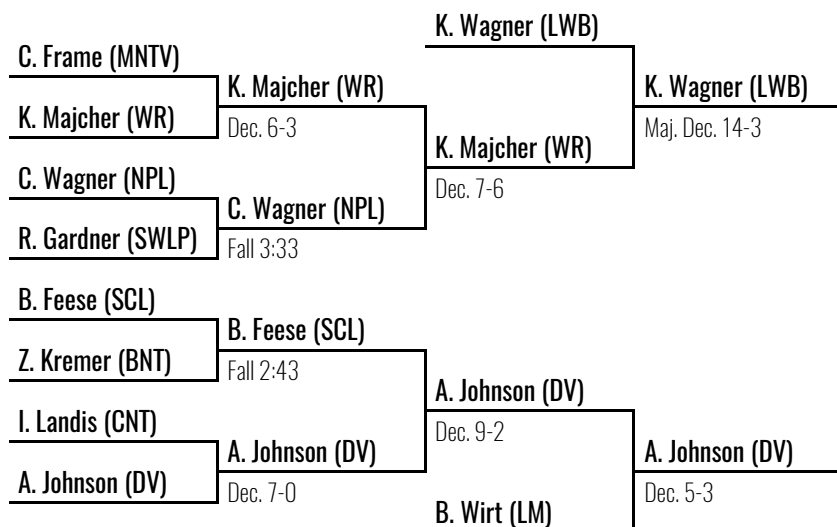 C. Frame (MNTV)
K. Majcher (WR)
C. Wagner (NPL)
R. Gardner (SWLP)
B. Feese (SCL)
Z. Kremer (BNT)
I. Landis (CNT)
A. Johnson (DV)
K. Majcher (WR)
Dec. 6-3
C. Wagner (NPL)
Fall 3:33
B. Feese (SCL)
Fall 2:43
A. Johnson (DV)
Dec. 7-0
K. Wagner (LWB)
K. Majcher (WR)
Dec. 7-6
A. Johnson (DV)
Dec. 9-2
B. Wirt (LM)
K. Wagner (LWB)
Maj. Dec. 14-3
A. Johnson (DV)
Dec. 5-3